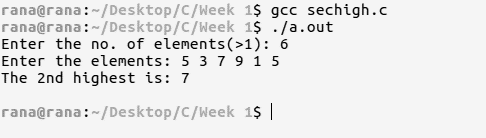 rana@rana:~/Desktop/C/Week 1$ gcc sechigh.c
rana@rana:~/Desktop/C/Week 1$ ./a.out
Enter the no. of elements(>1): 6
Enter the elements: 5 3 7 9 1 5
The 2nd highest is: 7
rana@rana:~/Desktop/C/Week 1$